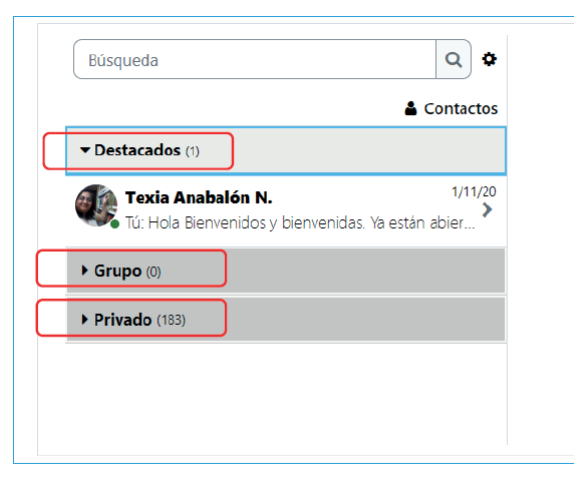 Búsqueda
Contactos
Destacados (1)
Texia Anabalón N. 1/11/20
Tú: Hola Bienvenidos y bienvenidas. Ya están abier...
Grupo (0)
Privado (183)